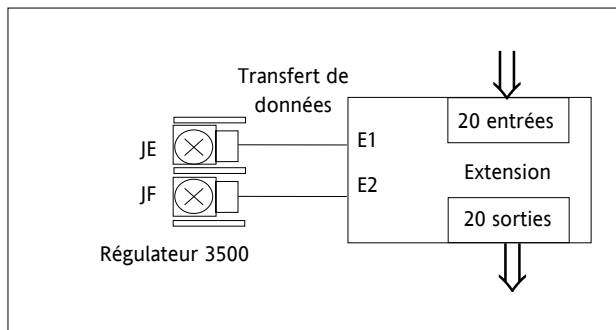 Transfert de
données
JE
JF
Régulateur 3500
E1
E2
20 entrées
Extension
20 sorties